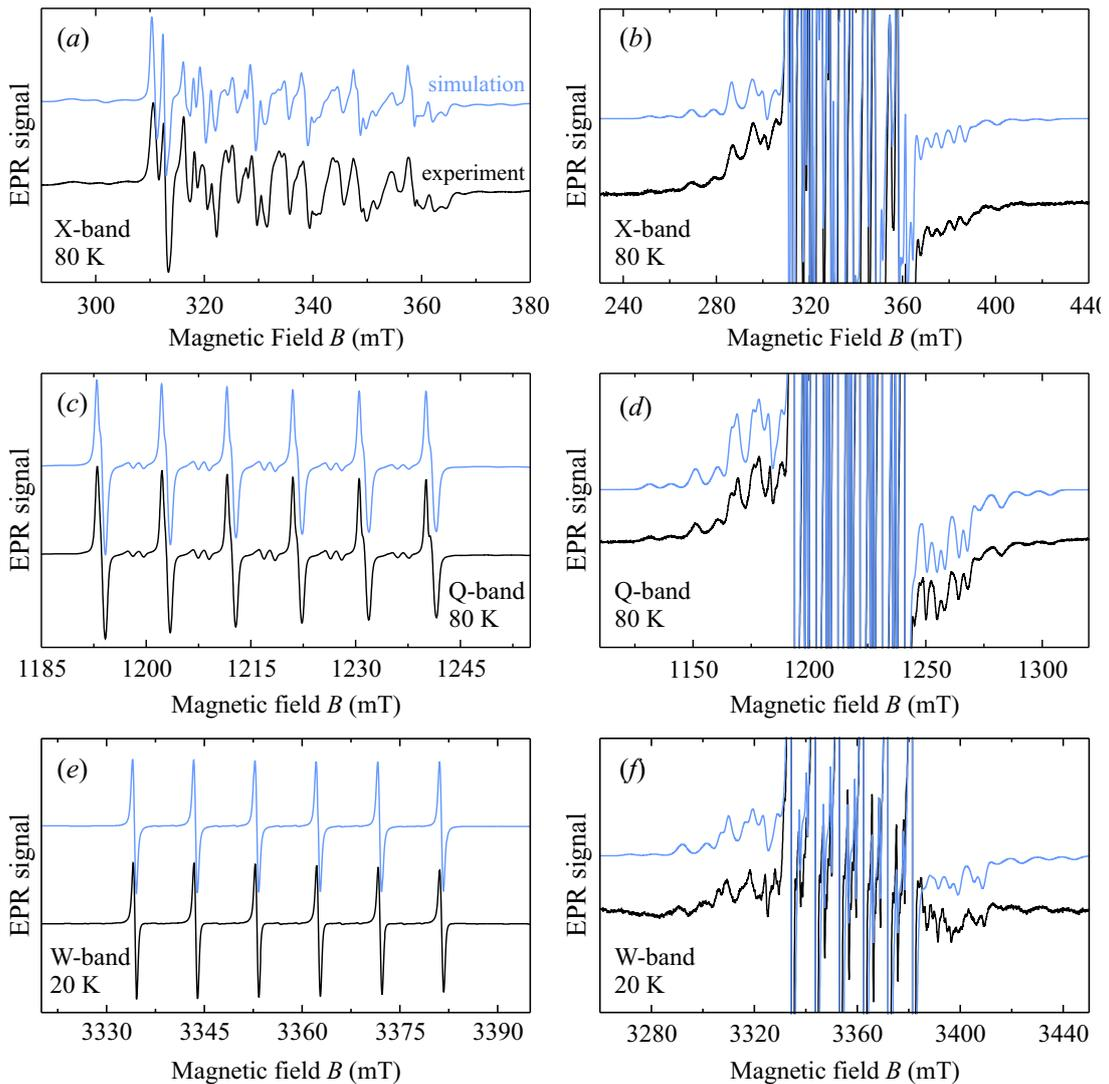 (a)
simulation
experiment
X-band
80 K
EPR signal
300 320 340 360 380
Magnetic Field B (mT)
(b)
X-band
80 K
EPR signal
240 280 320 360 400 440
Magnetic Field B (mT)
(c)
Q-band
80 K
EPR signal
1185 1200 1215 1230 1245
Magnetic field B (mT)
(d)
Q-band
80 K
EPR signal
1150 1200 1250 1300
Magnetic field B (mT)
(e)
W-band
20 K
EPR signal
3330 3345 3360 3375 3390
Magnetic field B (mT)
(f)
W-band
20 K
EPR signal
3280 3320 3360 3400 3440
Magnetic field B (mT)